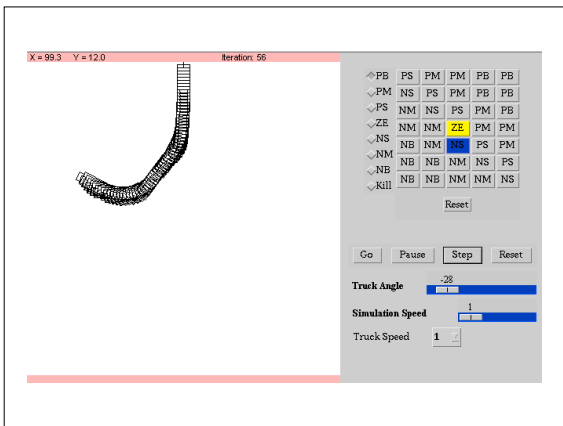 X = 99.3 Y = 12.0 Iteration: 56
PB PS PM PM PB PB
PM NS PS PM PB PB
PS NM NS PS PM PB
ZE NM NM ZE PM PM
NS NB NM NS PS PM
NM NB NB NM NS PS
NB NB NB NM NM NS
Kill
Reset
Go Pause Step Reset
Truck Angle -28
Simulation Speed 1
Truck Speed 1